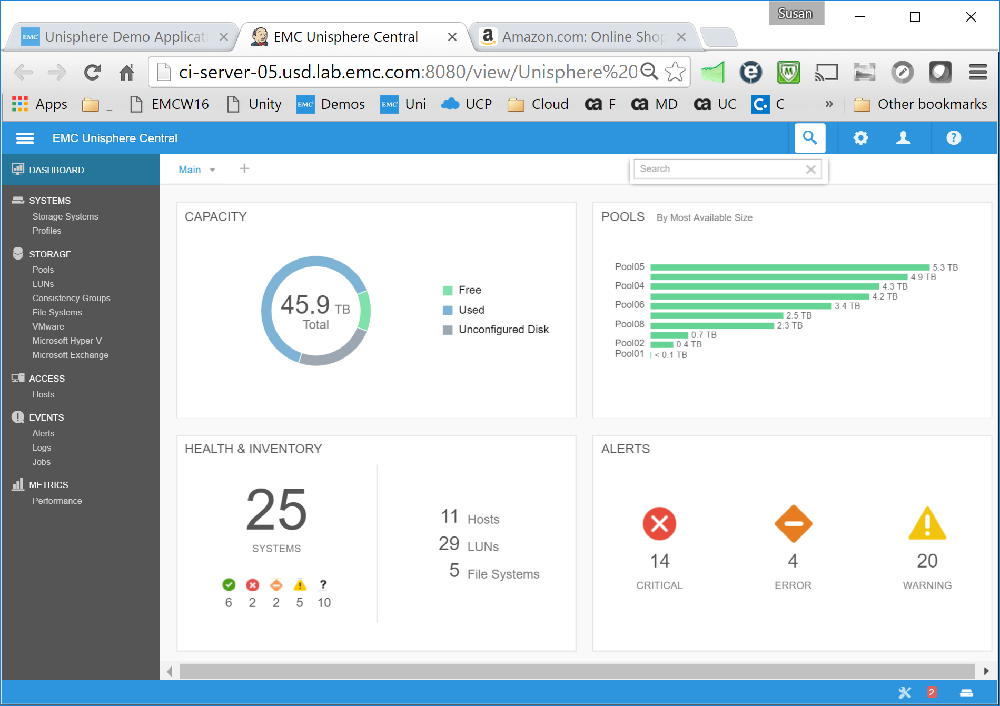 Susan
EMC² Unisphere Demo Applicati
EMC Unisphere Central
a Amazon.com: Online Shop
ci-server-05.usd.lab.emc.com:8080/view/Unisphere%20
Apps _ EMCW16 Unity EMC² Demos EMC² Uni UCP Cloud ca F ca MD ca UC C. C » Other bookmarks
EMC Unisphere Central
?
DASHBOARD
SYSTEMS
Storage Systems
Profiles
STORAGE
Pools
LUNs
Consistency Groups
File Systems
VMware
Microsoft Hyper-V
Microsoft Exchange
ACCESS
Hosts
EVENTS
Alerts
Logs
Jobs
METRICS
Performance
Main +
Search
CAPACITY
45.9 TB
Total
Free
Used
Unconfigured Disk
POOLS By Most Available Size
Pool05 5.3 TB
4.9 TB
Pool04 4.3 TB
4.2 TB
Pool06 3.4 TB
2.5 TB
Pool08 2.3 TB
0.7 TB
Pool02 0.4 TB
Pool01 < 0.1 TB
HEALTH & INVENTORY
25
SYSTEMS
?
6 2 2 5 10
11 Hosts
29 LUNs
5 File Systems
ALERTS
14 4 20
CRITICAL ERROR WARNING
2